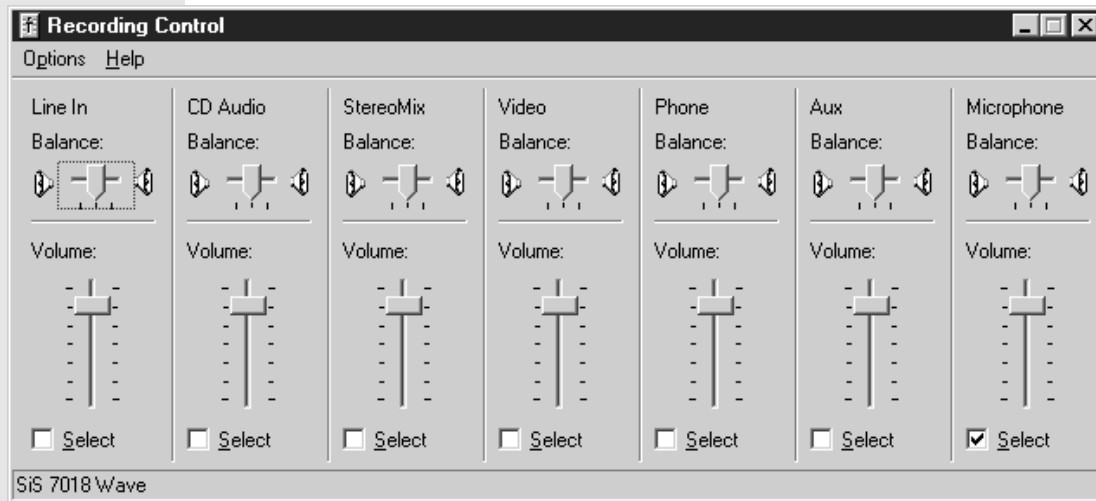 Recording Control
Options Help
Line In CD Audio StereoMix Video Phone Aux Microphone
Balance: Balance: Balance: Balance: Balance: Balance: Balance:
Volume: Volume: Volume: Volume: Volume: Volume: Volume:
Select Select Select Select Select Select Select
SiS 7018 Wave